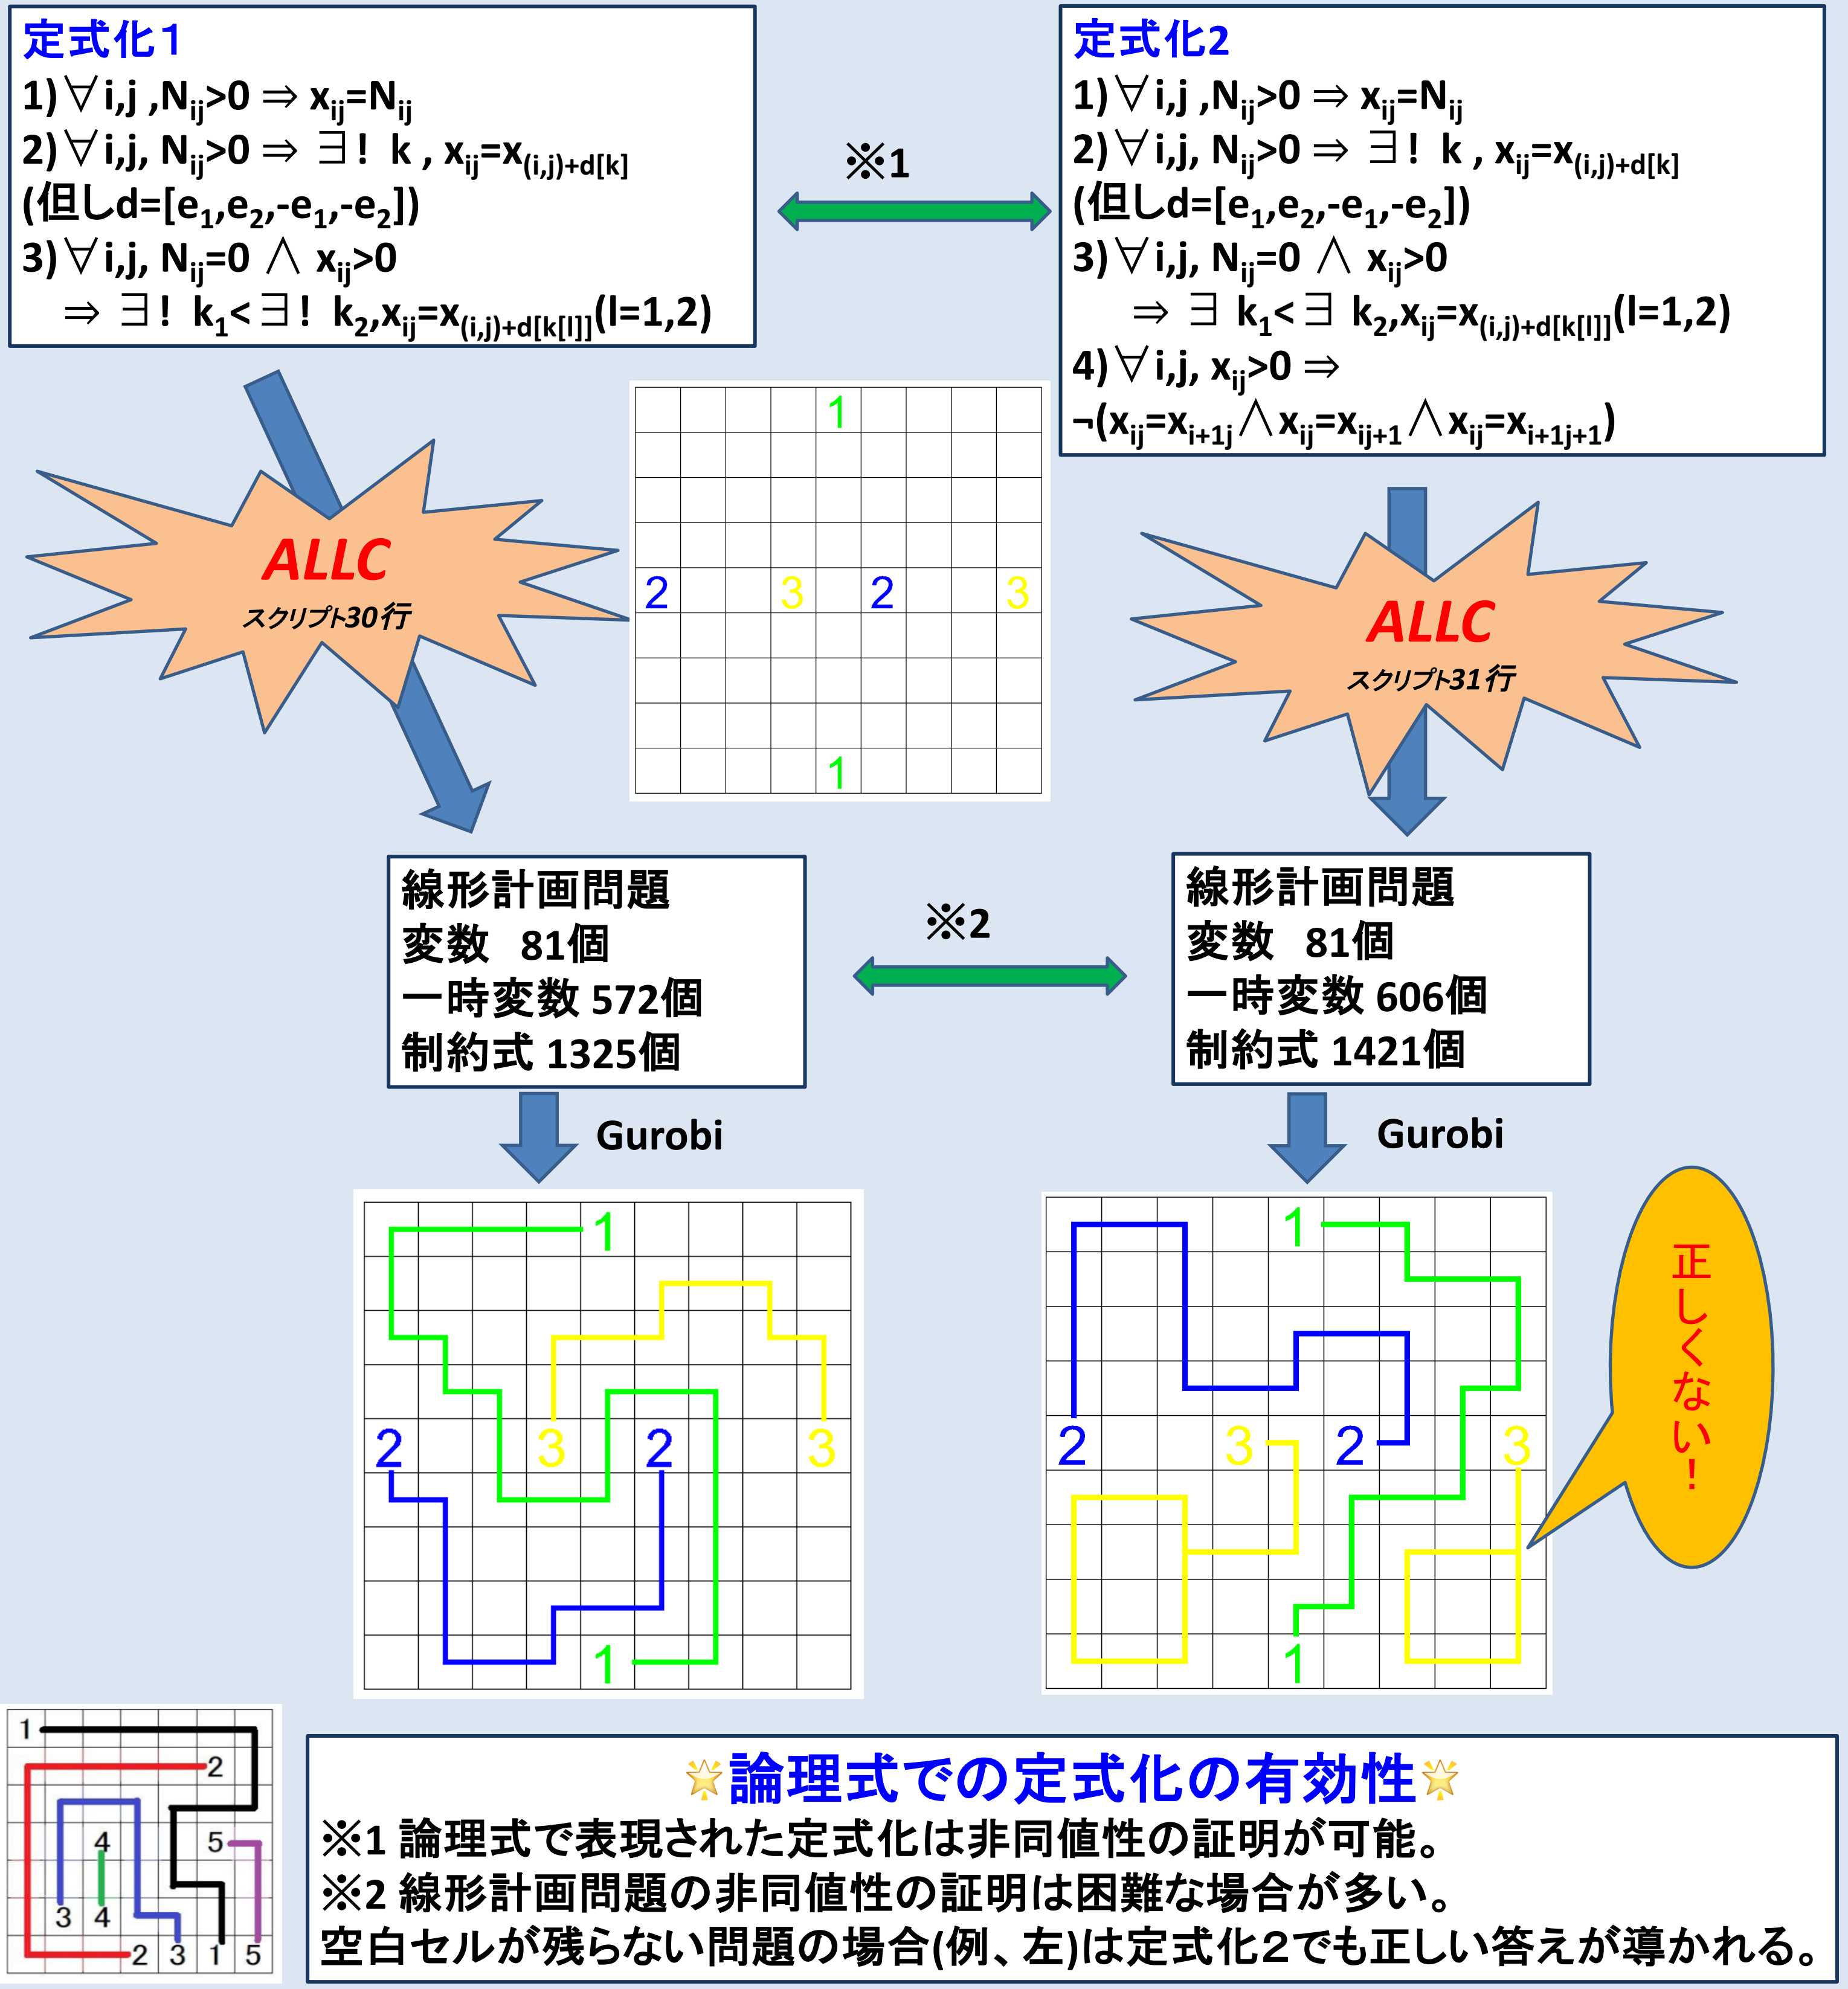 定式化１
1)∀i,j ,Nij>0 ⇒ xij=Nij
2)∀i,j, Nij>0 ⇒ ∃! k , xij=x(i,j)+d[k]
(但しd=[e1,e2,-e1,-e2])
3)∀i,j, Nij=0 ∧ xij>0
⇒ ∃! k1<∃! k2,xij=x(i,j)+d[k[l]](l=1,2)
※1
定式化2
1)∀i,j ,Nij>0 ⇒ xij=Nij
2)∀i,j, Nij>0 ⇒ ∃! k , xij=x(i,j)+d[k]
(但しd=[e1,e2,-e1,-e2])
3)∀i,j, Nij=0 ∧ xij>0
⇒ ∃ k1<∃ k2,xij=x(i,j)+d[k[l]](l=1,2)
4)∀i,j, xij>0 ⇒
¬(xij=xi+1j∧xij=xij+1∧xij=xi+1j+1)
ALLC
スクリプト30行
1
2 3 2 3
1
ALLC
スクリプト31行
線形計画問題
変数 81個
一時変数 572個
制約式 1325個
※2
線形計画問題
変数 81個
一時変数 606個
制約式 1421個
Gurobi
Gurobi
1
2 3 2 3
1
1
2 3 2 3
1
正しくない！
1
2
4 5
3 4
2 3 1 5
🌟論理式での定式化の有効性🌟
※1 論理式で表現された定式化は非同値性の証明が可能。
※2 線形計画問題の非同値性の証明は困難な場合が多い。
空白セルが残らない問題の場合(例、左)は定式化２でも正しい答えが導かれる。